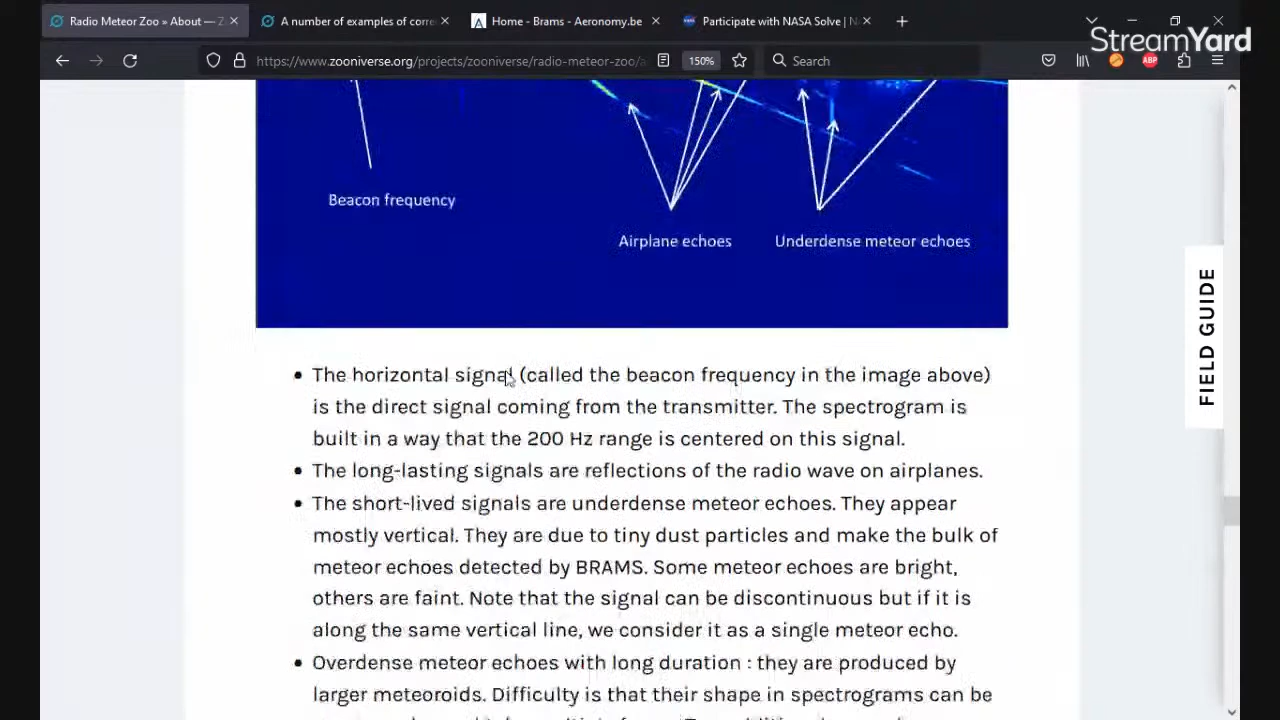 Radio Meteor Zoo » About — Z
A number of examples of corre
Home - Brams - Aeronomy.be
Participate with NASA Solve | N
StreamYard
https://www.zooniverse.org/projects/zooniverse/radio-meteor-zoo/a
150%
Search
ABP
Beacon frequency
Airplane echoes
Underdense meteor echoes
FIELD GUIDE
The horizontal signal (called the beacon frequency in the image above)
is the direct signal coming from the transmitter. The spectrogram is
built in a way that the 200 Hz range is centered on this signal.
The long-lasting signals are reflections of the radio wave on airplanes.
The short-lived signals are underdense meteor echoes. They appear
mostly vertical. They are due to tiny dust particles and make the bulk of
meteor echoes detected by BRAMS. Some meteor echoes are bright,
others are faint. Note that the signal can be discontinuous but if it is
along the same vertical line, we consider it as a single meteor echo.
Overdense meteor echoes with long duration : they are produced by
larger meteoroids. Difficulty is that their shape in spectrograms can be